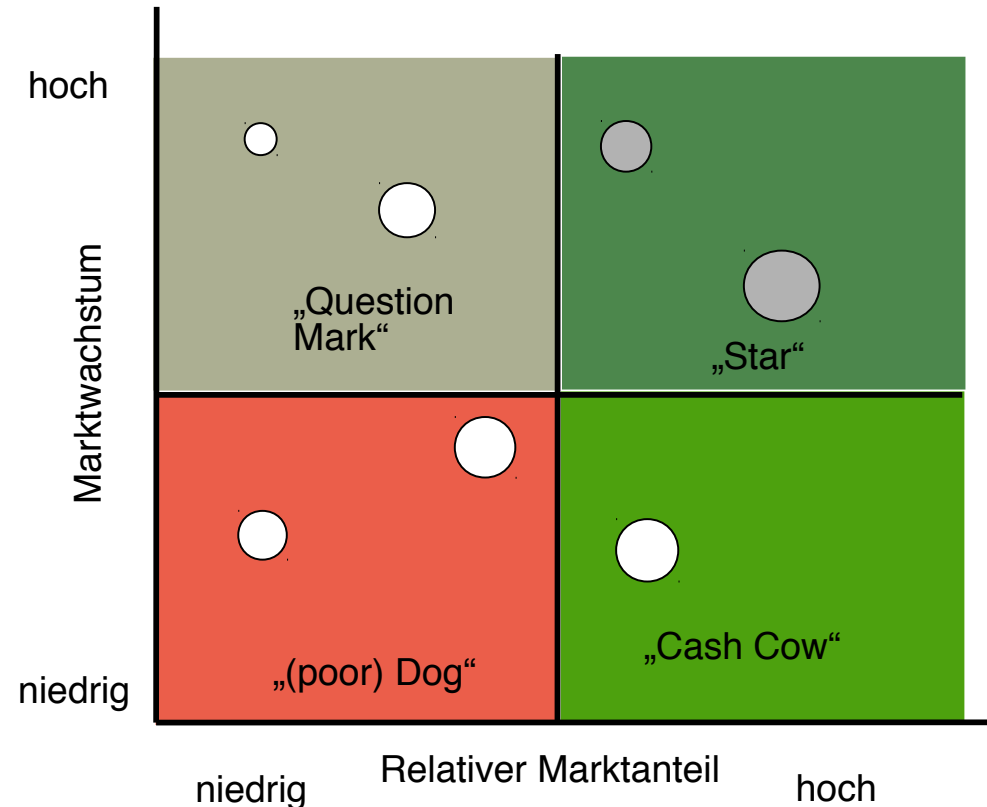 hoch
Marktwachstum
„Question
Mark“
„Star“
„(poor) Dog“
„Cash Cow“
niedrig
niedrig
Relativer Marktanteil
hoch